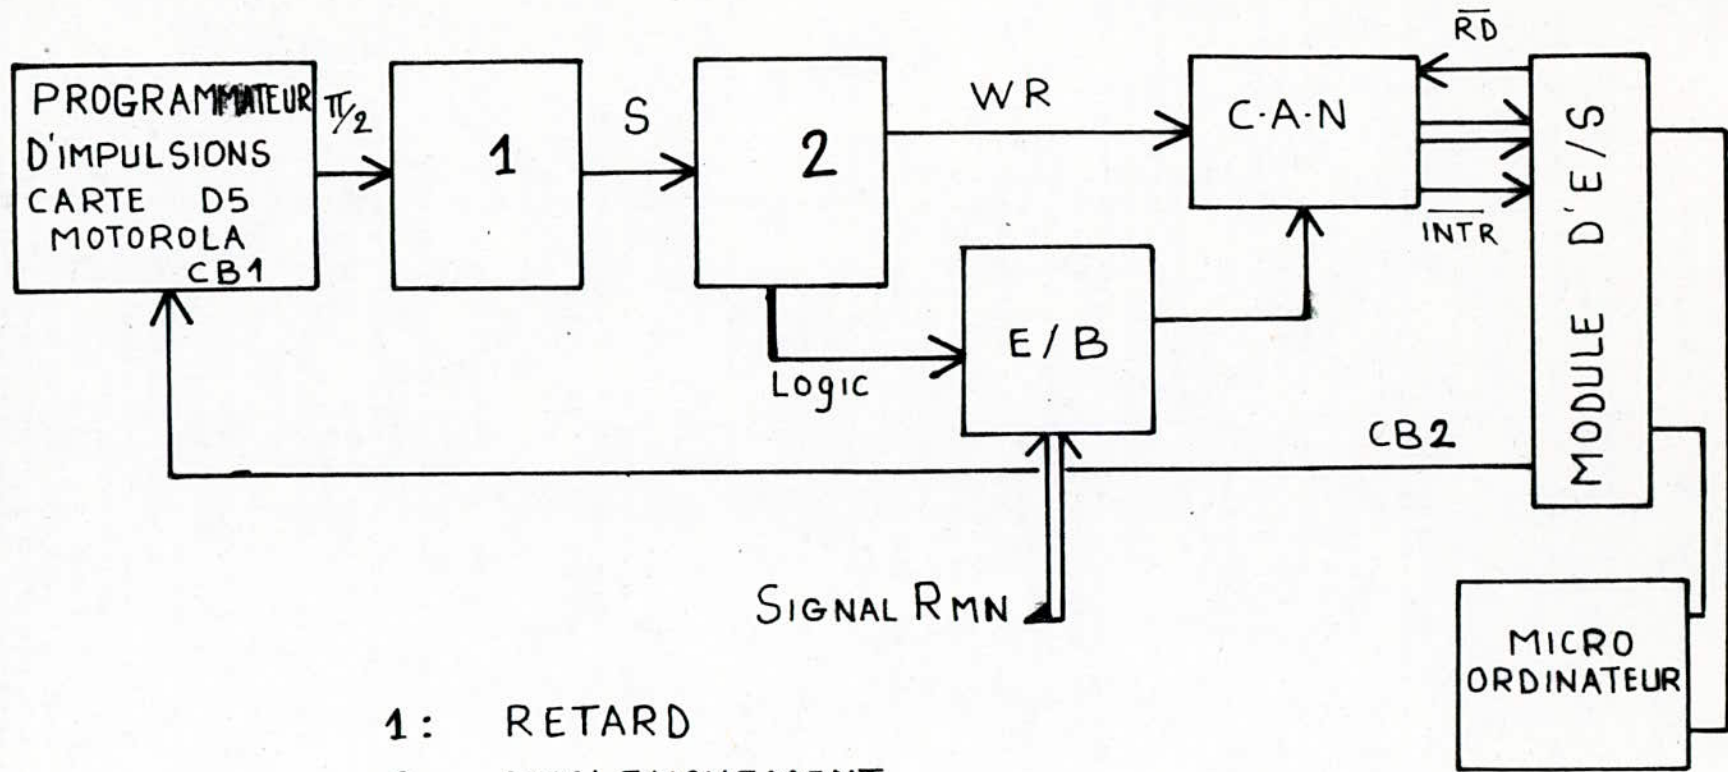 PROGRAMMATEUR
D'IMPULSIONS
CARTE D5
MOTOROLA
CB1
π/2
1
S
2
WR
Logic
E/B
C.A.N
RD
INTR
MODULE D'E/S
CB2
SIGNAL RMN
MICRO
ORDINATEUR
1: RETARD